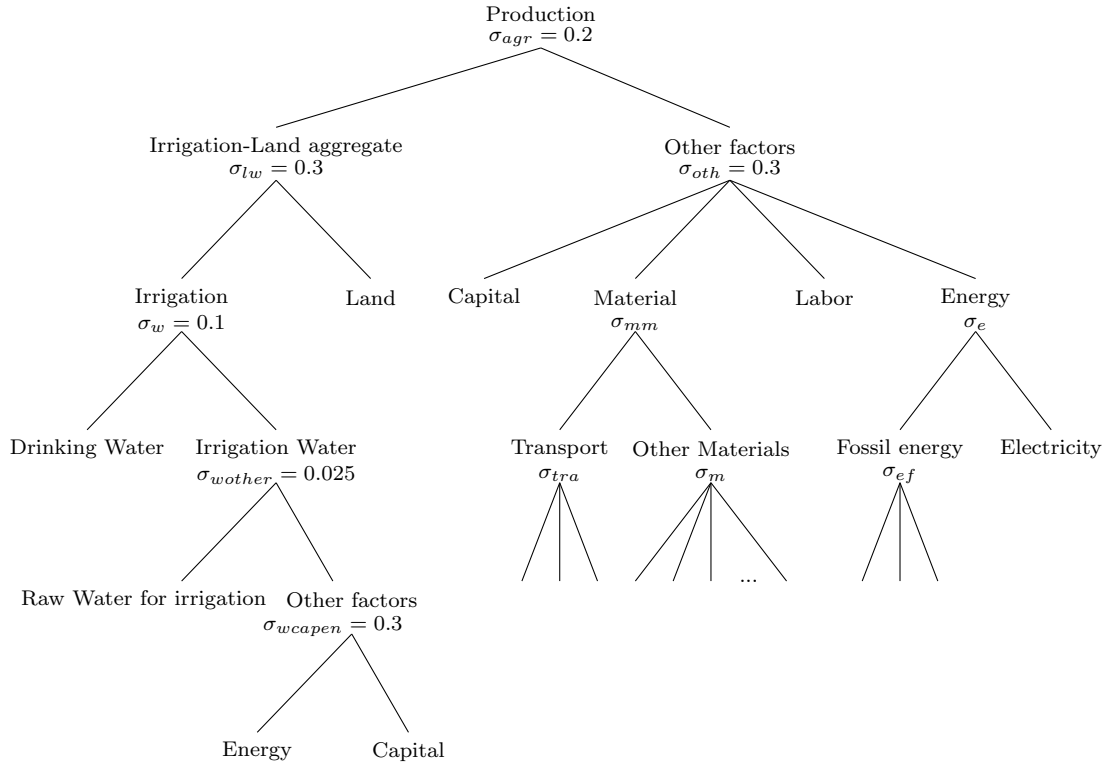 Production
σ_agr = 0.2
Irrigation-Land aggregate
σ_lw = 0.3
Other factors
σ_oth = 0.3
Irrigation
σ_w = 0.1
Land
Capital
Material
σ_mm
Labor
Energy
σ_e
Drinking Water
Irrigation Water
σ_wother = 0.025
Transport
σ_tra
Other Materials
σ_m
Fossil energy
σ_ef
Electricity
...
Raw Water for irrigation
Other factors
σ_wcapen = 0.3
Energy
Capital